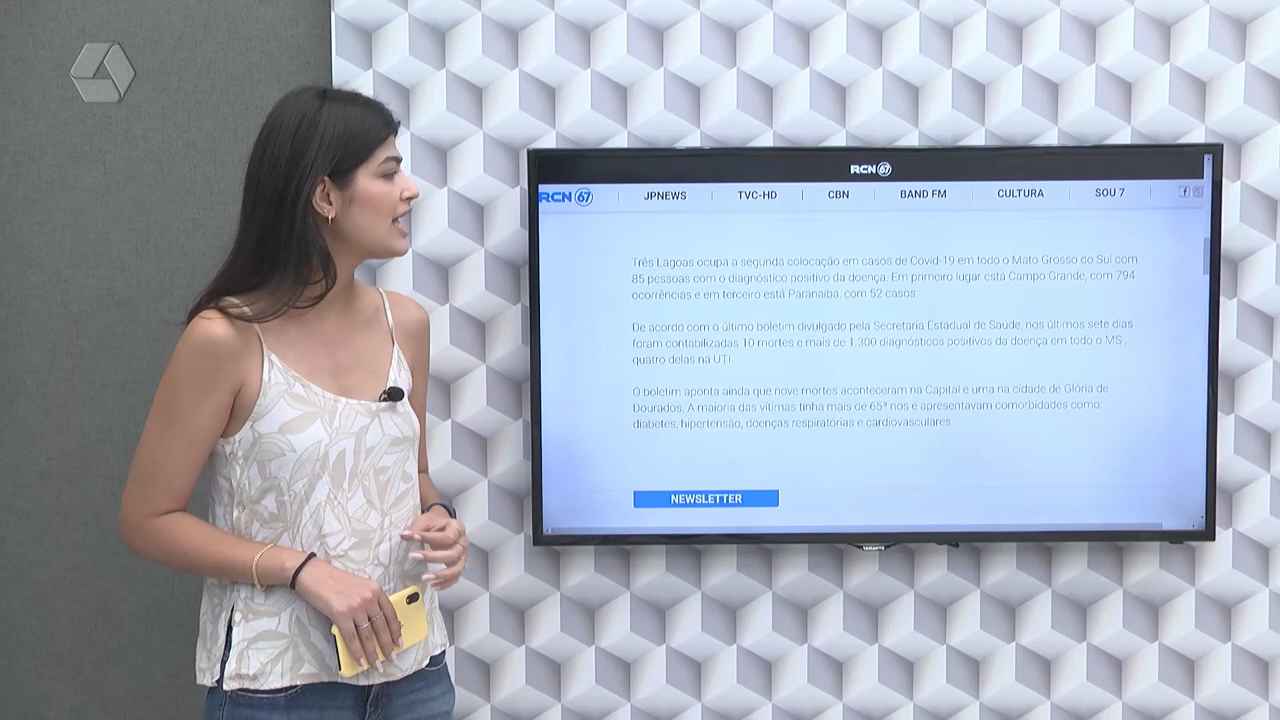 RCN 67
RCN 67 JPNEWS TVC-HD CBN BAND FM CULTURA SOU 7
Três Lagoas ocupa a segunda colocação em casos de Covid-19 em todo o Mato Grosso do Sul com
85 pessoas com o diagnóstico positivo da doença. Em primeiro lugar está Campo Grande, com 794
ocorrências e em terceiro está Paranaíba, com 52 casos
De acordo com o último boletim divulgado pela Secretaria Estadual de Saúde, nos últimos sete dias
foram contabilizadas 10 mortes e mais de 1.300 diagnósticos positivos da doença em todo o MS ,
quatro delas na UTI.
O boletim aponta ainda que nove mortes aconteceram na Capital e uma na cidade de Glória de
Dourados. A maioria das vítimas tinha mais de 65ª nos e apresentavam comorbidades como:
diabetes, hipertensão, doenças respiratórias e cardiovasculares
NEWSLETTER